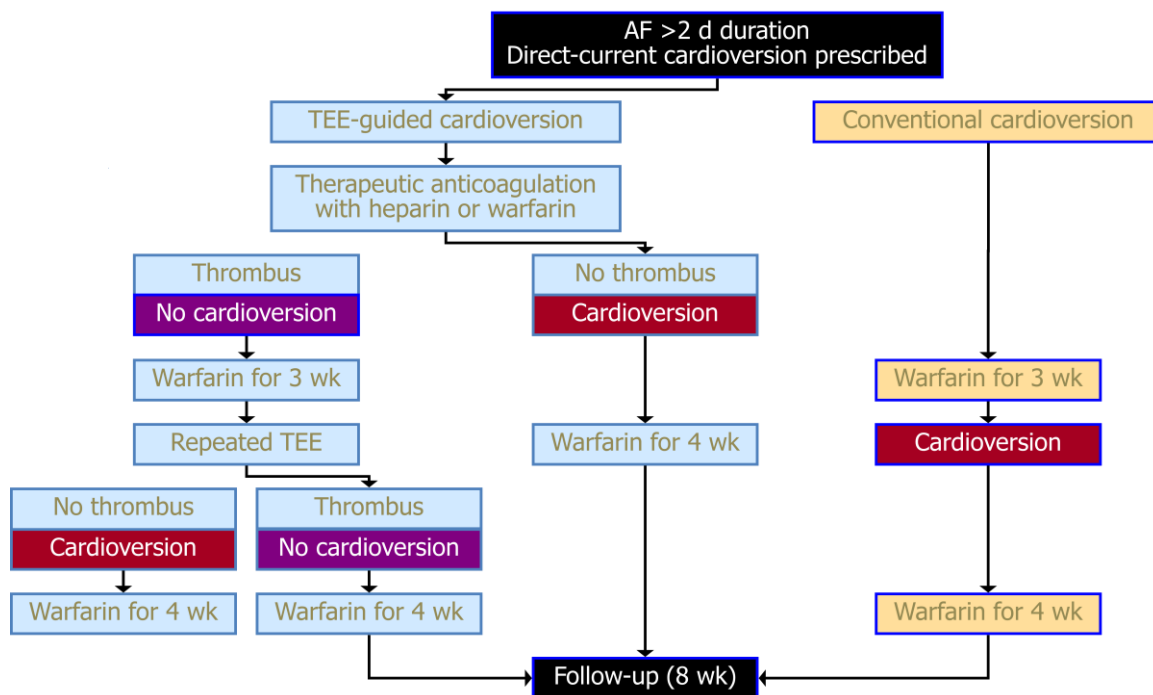 AF >2 d duration
Direct-current cardioversion prescribed
TEE-guided cardioversion
Conventional cardioversion
Therapeutic anticoagulation
with heparin or warfarin
Thrombus
No cardioversion
No thrombus
Cardioversion
Warfarin for 3 wk
Warfarin for 3 wk
Repeated TEE
Warfarin for 4 wk
Cardioversion
No thrombus
Cardioversion
Thrombus
No cardioversion
Warfarin for 4 wk
Warfarin for 4 wk
Warfarin for 4 wk
Follow-up (8 wk)